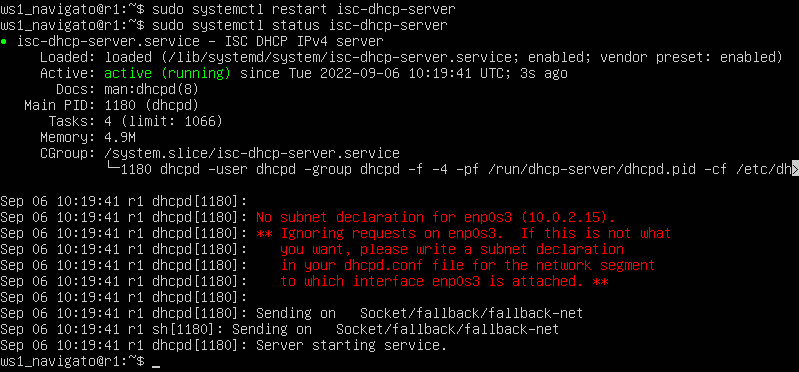 ws1_navigato@r1:~$ sudo systemctl restart isc-dhcp-server
ws1_navigato@r1:~$ sudo systemctl status isc-dhcp-server
● isc-dhcp-server.service - ISC DHCP IPv4 server
Loaded: loaded (/lib/systemd/system/isc-dhcp-server.service; enabled; vendor preset: enabled)
Active: active (running) since Tue 2022-09-06 10:19:41 UTC; 3s ago
Docs: man:dhcpd(8)
Main PID: 1180 (dhcpd)
Tasks: 4 (limit: 1066)
Memory: 4.9M
CGroup: /system.slice/isc-dhcp-server.service
└─1180 dhcpd -user dhcpd -group dhcpd -f -4 -pf /run/dhcp-server/dhcpd.pid -cf /etc/dh>
Sep 06 10:19:41 r1 dhcpd[1180]:
Sep 06 10:19:41 r1 dhcpd[1180]: No subnet declaration for enp0s3 (10.0.2.15).
Sep 06 10:19:41 r1 dhcpd[1180]: ** Ignoring requests on enp0s3.  If this is not what
Sep 06 10:19:41 r1 dhcpd[1180]:    you want, please write a subnet declaration
Sep 06 10:19:41 r1 dhcpd[1180]:    in your dhcpd.conf file for the network segment
Sep 06 10:19:41 r1 dhcpd[1180]:    to which interface enp0s3 is attached. **
Sep 06 10:19:41 r1 dhcpd[1180]: Sending on   Socket/fallback/fallback-net
Sep 06 10:19:41 r1 sh[1180]: Sending on   Socket/fallback/fallback-net
Sep 06 10:19:41 r1 dhcpd[1180]: Server starting service.
ws1_navigato@r1:~$ _